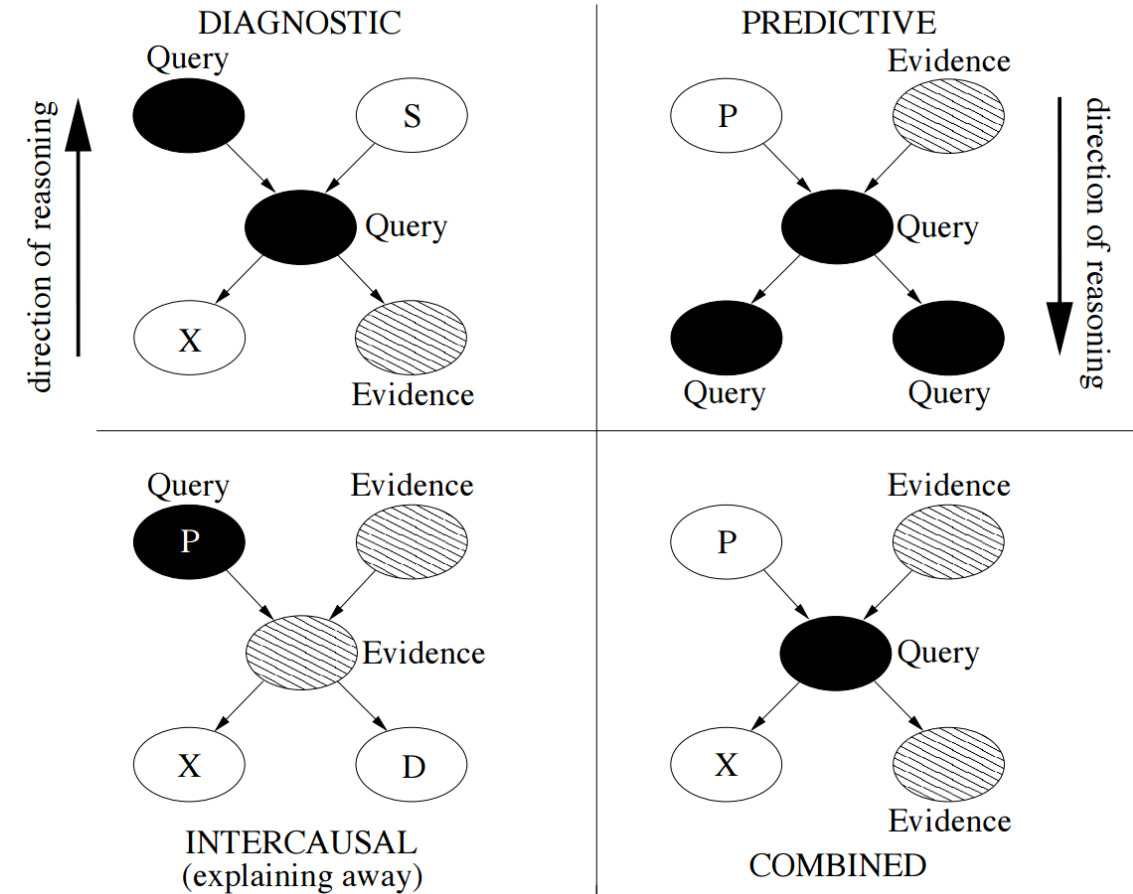 DIAGNOSTIC
Query
S
Query
X
Evidence
direction of reasoning
PREDICTIVE
Evidence
P
Query
Query
Query
direction of reasoning
Query
Evidence
P
Evidence
X
D
INTERCAUSAL
(explaining away)
Evidence
P
Query
X
Evidence
COMBINED